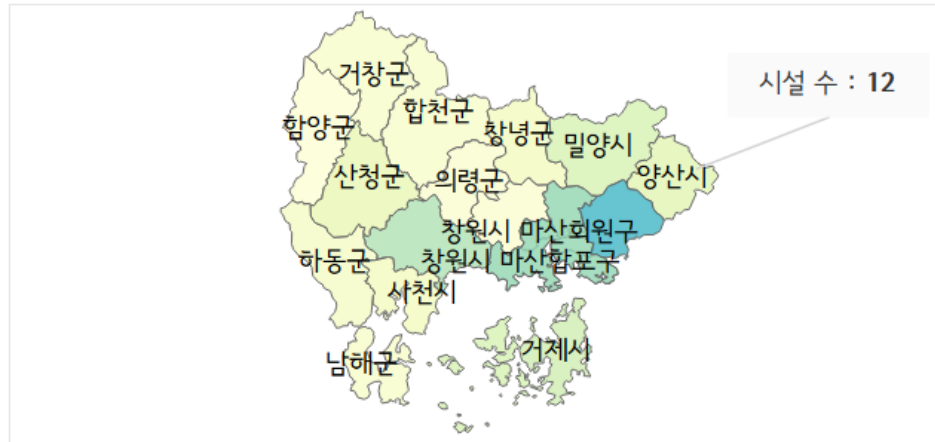 거창군
시설 수 : 12
합천군
함양군
창녕군
밀양시
산청군
의령군
양산시
창원시 마산회원구
하동군
창원시 마산합포구
사천시
거제시
남해군